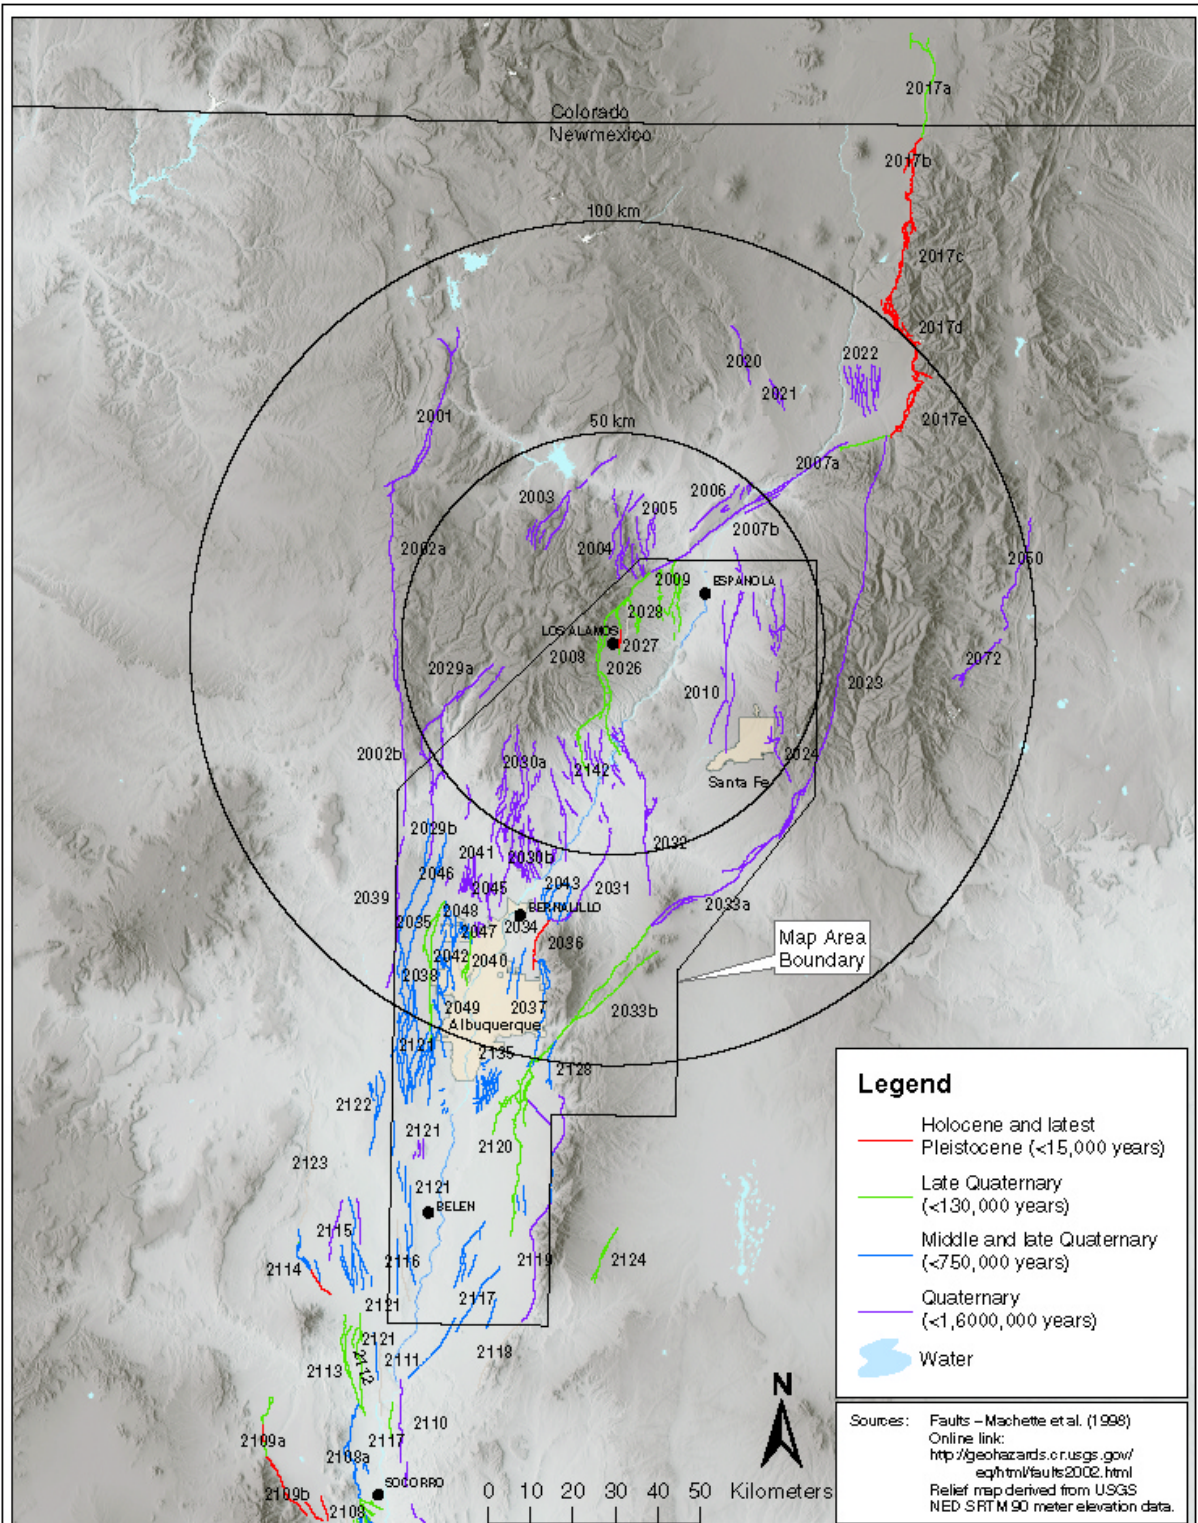 2017a
Colorado
Newmexico
2017b
100 km
2017c
2017d
2020
2022
2021
2001
50 km
2017e
2007a
2003
2006
2005
2007b
2002a
2004
2050
2009
ESPANOLA
2028
LOS ALAMOS
2027
2008
2026
2029a
2072
2010
2023
2002b
2030a
2142
2024
Santa Fe
2029b
2041
2030b
2032
2046
2045
2043
2031
2039
2033a
2035
2048
BERNALILLO
2047
2034
2036
2042
2040
Map Area
Boundary
2038
2049
2037
2033b
Albuquerque
2121
2135
2128
2122
2121
2120
2123
2121
BELEN
2115
2114
2116
2119
2124
2121
2117
2121
2111
2118
2113
2112
2110
2109a
2117
2108a
2109b
SOCORRO
2108
Legend
Holocene and latest
Pleistocene (<15,000 years)
Late Quaternary
(<130,000 years)
Middle and late Quaternary
(<750,000 years)
Quaternary
(<1,6000,000 years)
Water
N
0 10 20 30 40 50 Kilometers
Sources: Faults – Machette et al. (1998)
Online link:
http://geohazards.cr.usgs.gov/
eq/html/faults2002.html
Relief map derived from USGS
NED SRTM 90 meter elevation data.